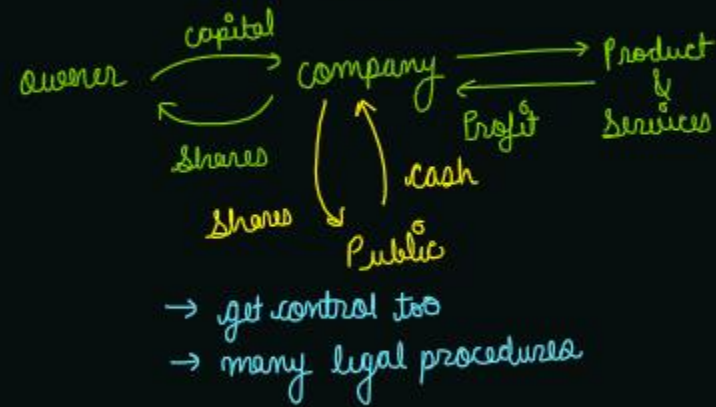 capital
owner
company
Product
&
Services
Profit
Shares
cash
Shares
Public
→ get control too
→ many legal procedures